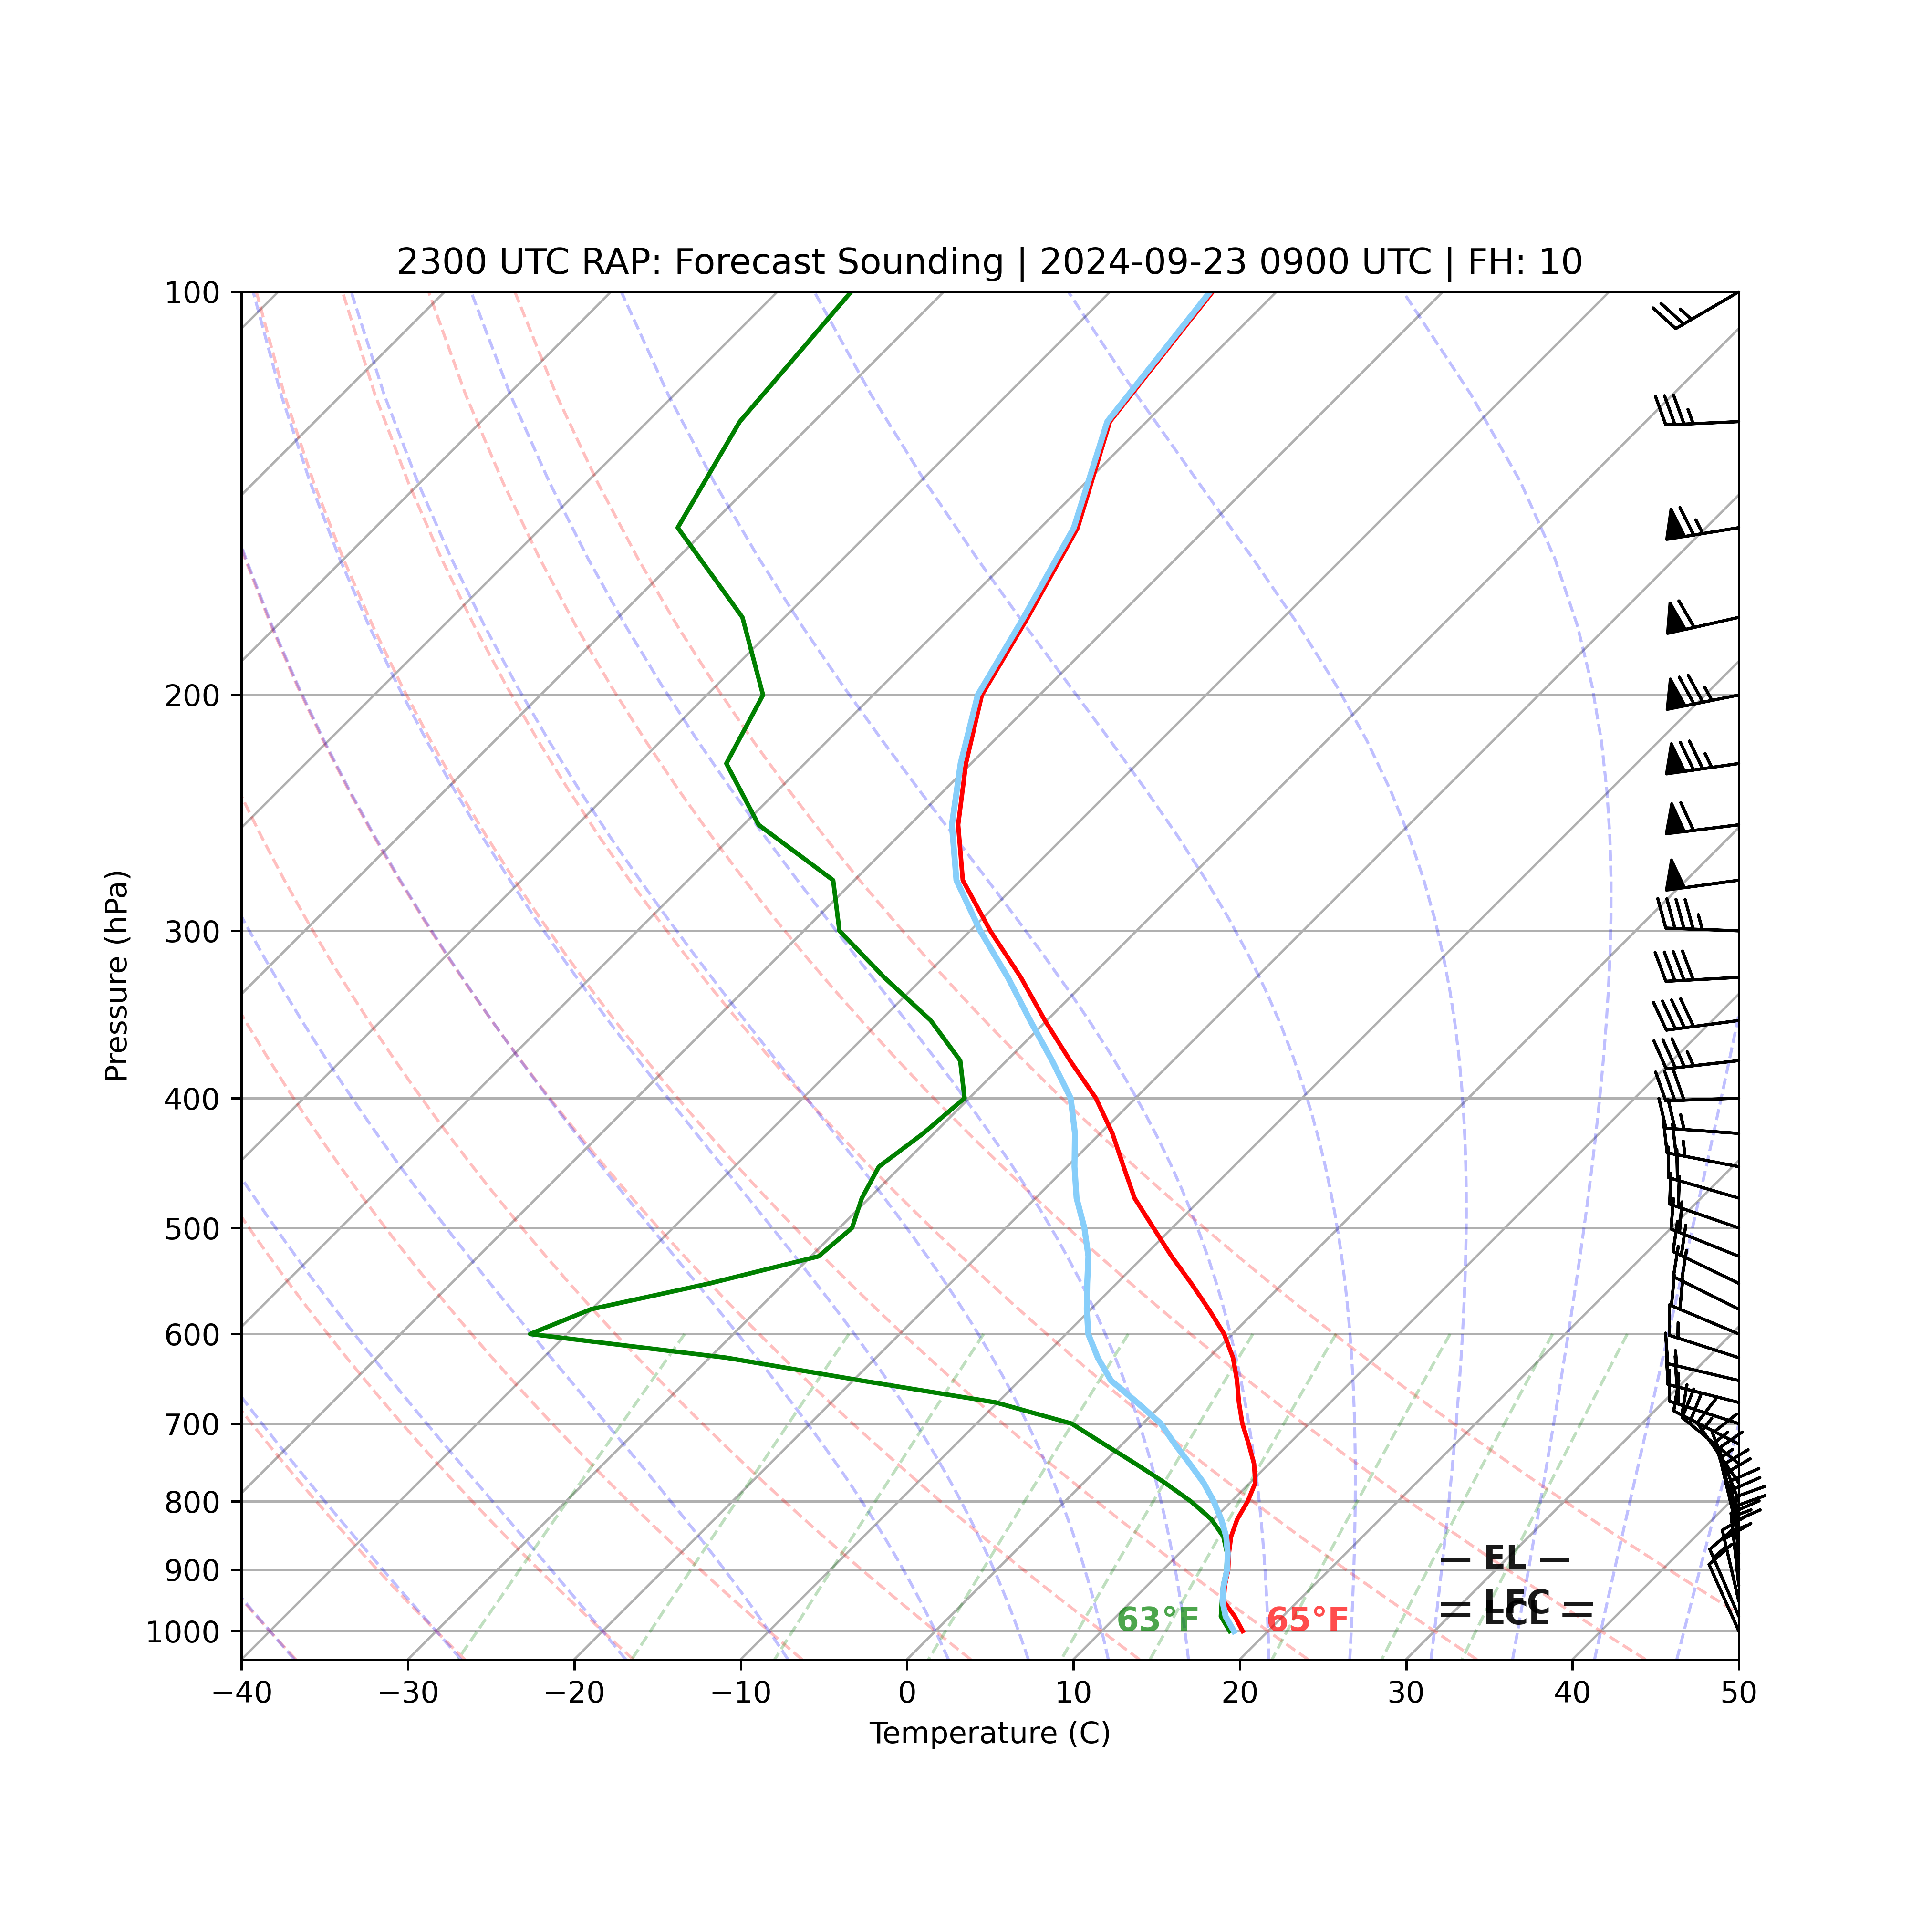 2300 UTC RAP: Forecast Sounding | 2024-09-23 0900 UTC | FH: 10
100
200
300
400
500
600
700
800
900
1000
Pressure (hPa)
— EL —
— LFC —
— LCL —
63°F 65°F
−40 −30 −20 −10 0 10 20 30 40 50
Temperature (C)